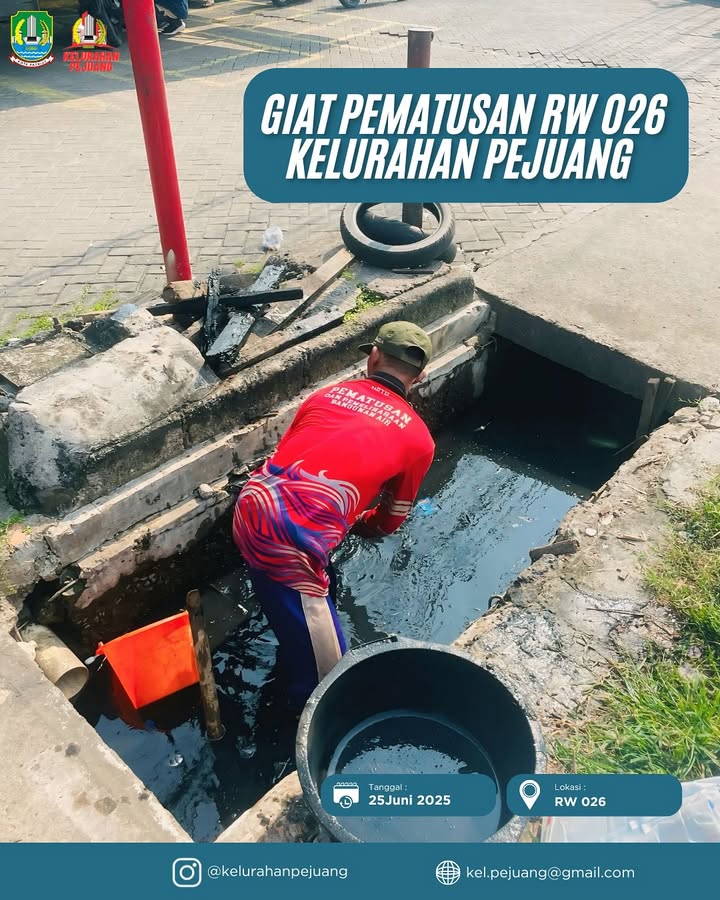 KELURAHAN
PEJUANG
GIAT PEMATUSAN RW 026
KELURAHAN PEJUANG
PEMATUSAN
DAN PEMELIHARAAN
BANGUNAN AIR
Tanggal :
25Juni 2025
Lokasi :
RW 026
@kelurahanpejuang
kel.pejuang@gmail.com